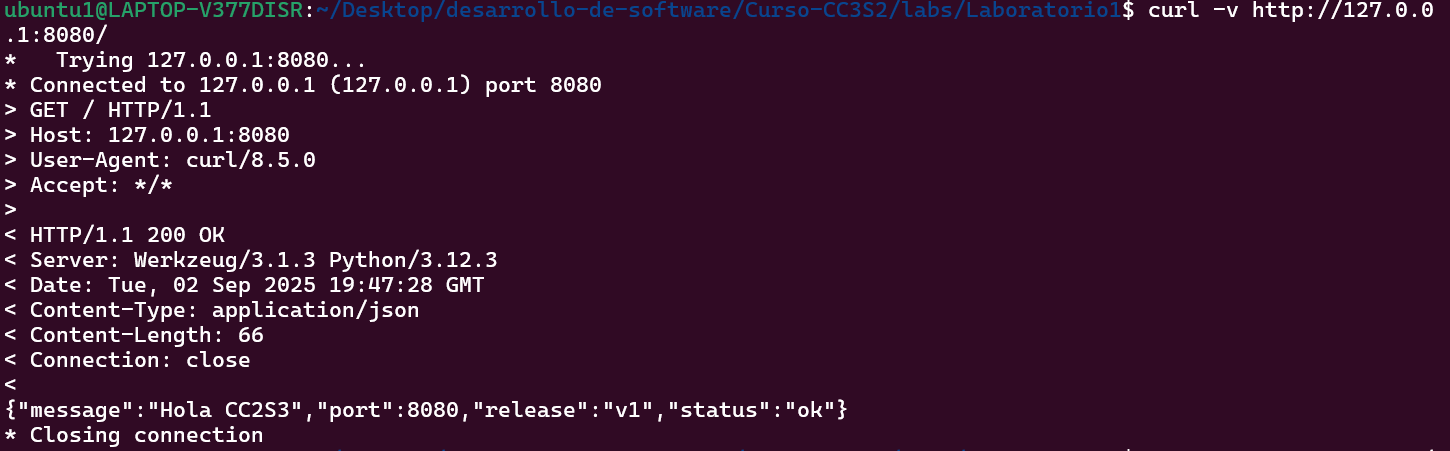 ubuntu1@LAPTOP-V377DISR:~/Desktop/desarrollo-de-software/Curso-CC3S2/labs/Laboratorio1$ curl -v http://127.0.0
.1:8080/
*   Trying 127.0.0.1:8080...
* Connected to 127.0.0.1 (127.0.0.1) port 8080
> GET / HTTP/1.1
> Host: 127.0.0.1:8080
> User-Agent: curl/8.5.0
> Accept: */*
>
< HTTP/1.1 200 OK
< Server: Werkzeug/3.1.3 Python/3.12.3
< Date: Tue, 02 Sep 2025 19:47:28 GMT
< Content-Type: application/json
< Content-Length: 66
< Connection: close
<
{"message":"Hola CC2S3","port":8080,"release":"v1","status":"ok"}
* Closing connection